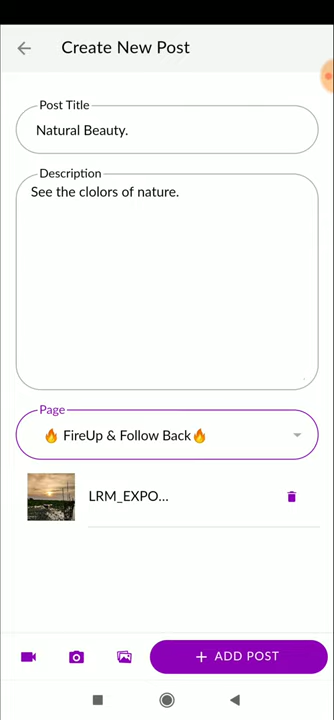 Create New Post
Post Title
Natural Beauty.
Description
See the clolors of nature.
Page
🔥 FireUp & Follow Back🔥
LRM_EXPO...
+ ADD POST